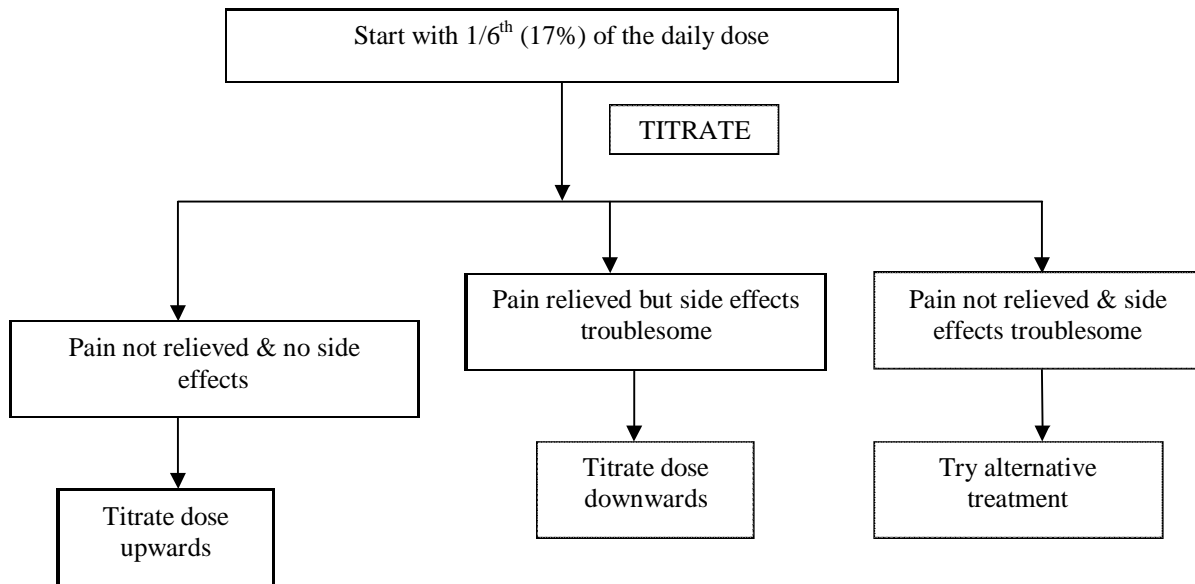 Start with 1/6th (17%) of the daily dose
TITRATE
Pain not relieved & no side
effects
Titrate dose
upwards
Pain relieved but side effects
troublesome
Titrate dose
downwards
Pain not relieved & side
effects troublesome
Try alternative
treatment